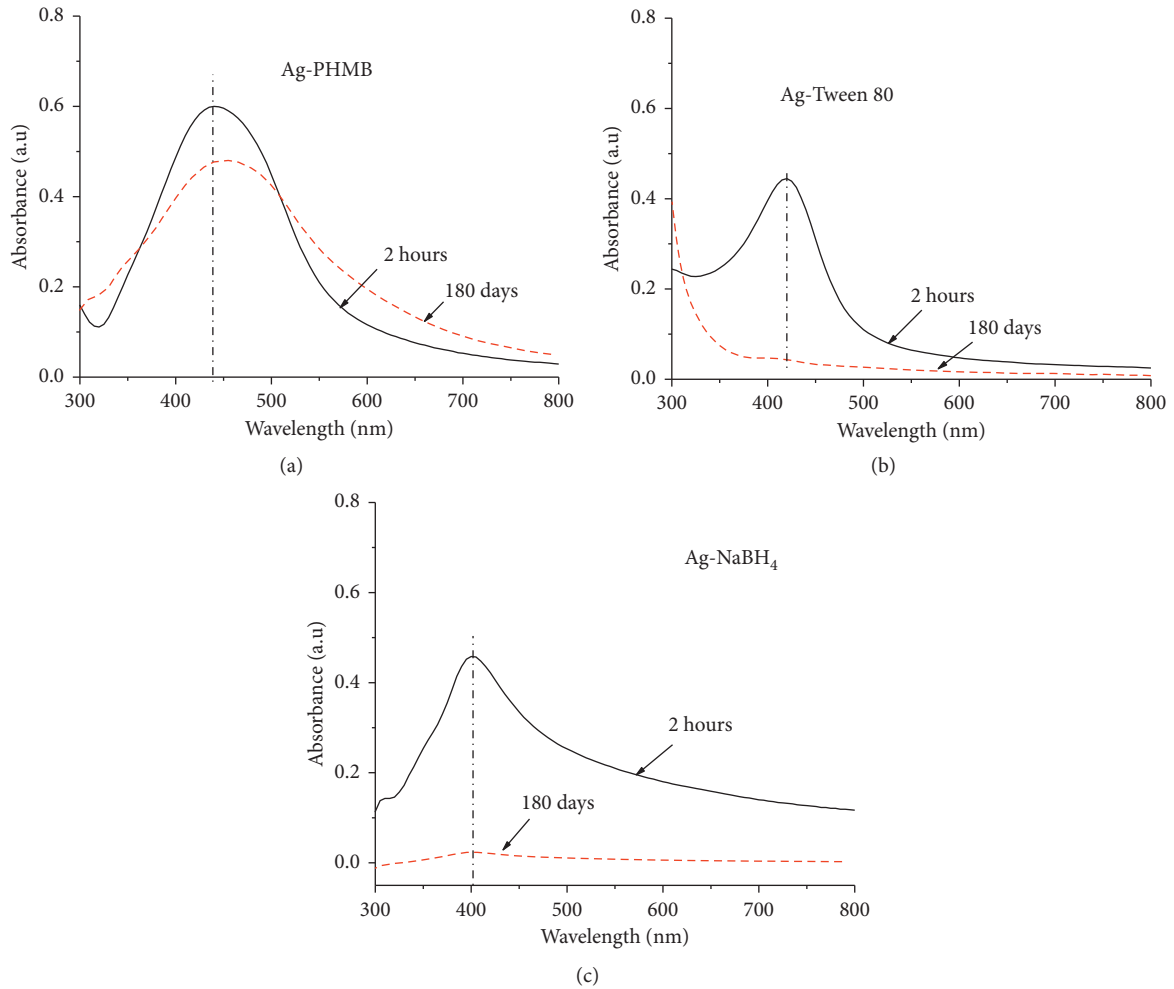 0.8
0.6
0.4
0.2
0.0
Absorbance (a.u)
Ag-PHMB
2 hours
180 days
300 400 500 600 700 800
Wavelength (nm)
(a)
0.8
0.6
0.4
0.2
0.0
Absorbance (a.u)
Ag-Tween 80
2 hours
180 days
300 400 500 600 700 800
Wavelength (nm)
(b)
0.8
0.6
0.4
0.2
0.0
Absorbance (a.u)
Ag-NaBH₄
2 hours
180 days
300 400 500 600 700 800
Wavelength (nm)
(c)